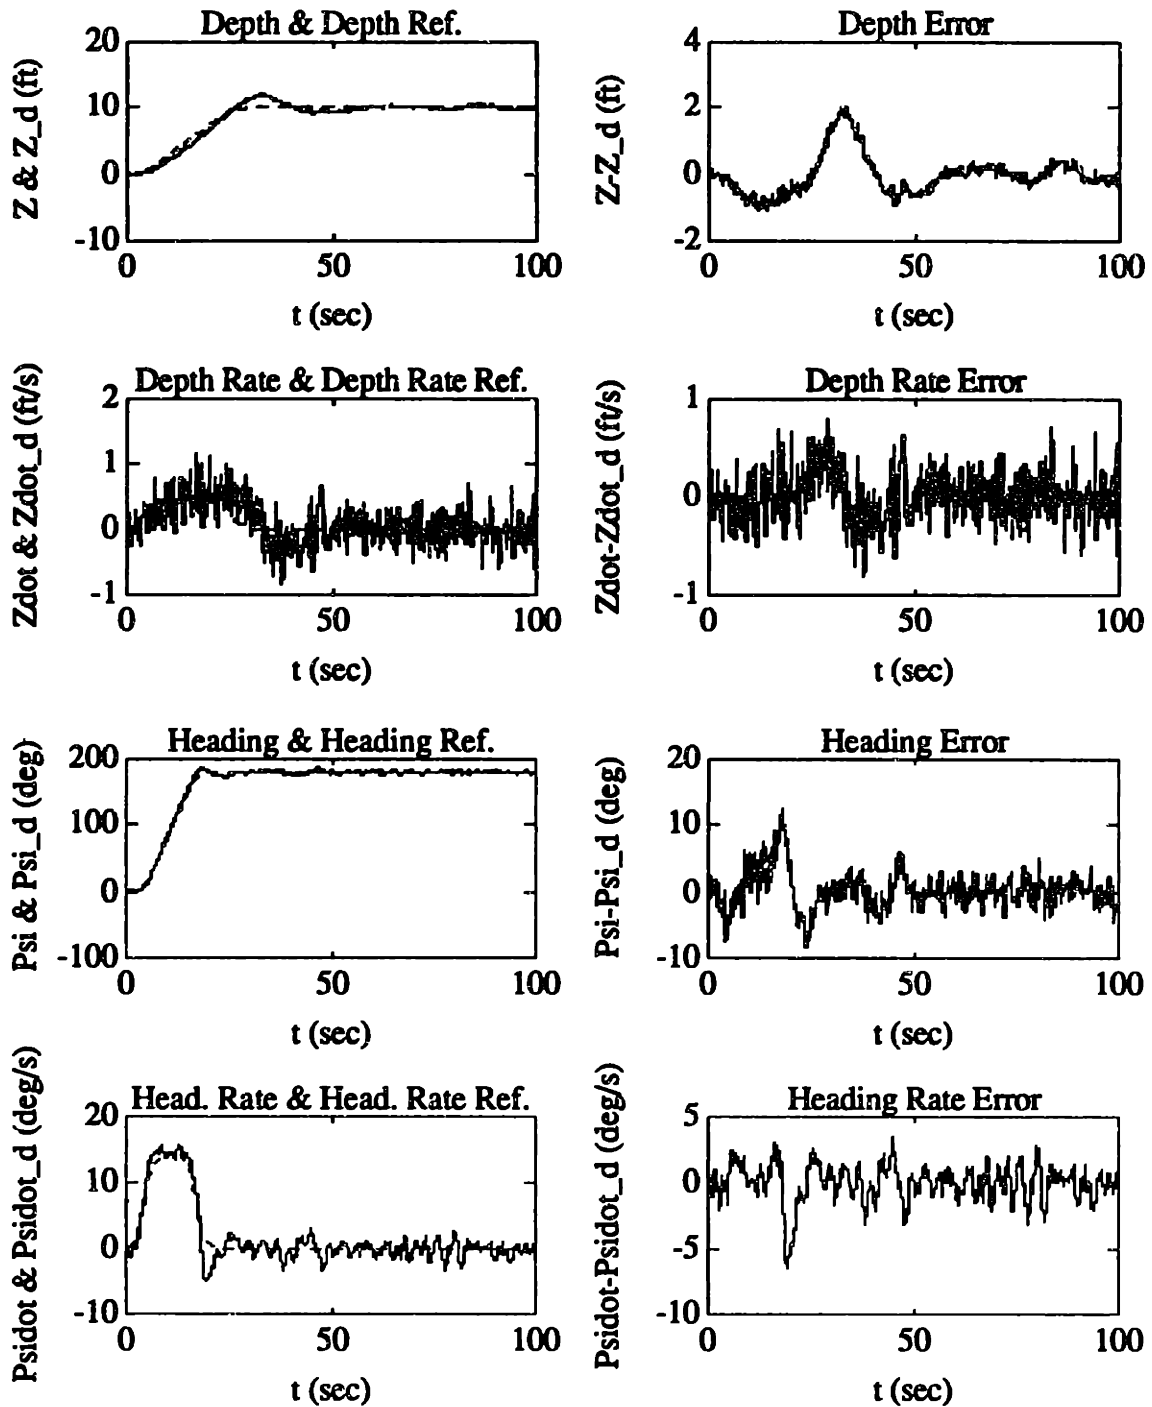 Depth & Depth Ref.
Z & Z_d (ft)
20
10
0
-10
0
50
100
t (sec)
Depth Error
Z-Z_d (ft)
4
2
0
-2
0
50
100
t (sec)
Depth Rate & Depth Rate Ref.
Zdot & Zdot_d (ft/s)
2
1
0
-1
0
50
100
t (sec)
Depth Rate Error
Zdot-Zdot_d (ft/s)
1
0
-1
0
50
100
t (sec)
Heading & Heading Ref.
Psi & Psi_d (deg)
200
100
0
-100
0
50
100
t (sec)
Heading Error
Psi-Psi_d (deg)
20
10
0
-10
0
50
100
t (sec)
Head. Rate & Head. Rate Ref.
Psidot & Psidot_d (deg/s)
20
10
0
-10
0
50
100
t (sec)
Heading Rate Error
Psidot-Psidot_d (deg/s)
5
0
-5
-10
0
50
100
t (sec)